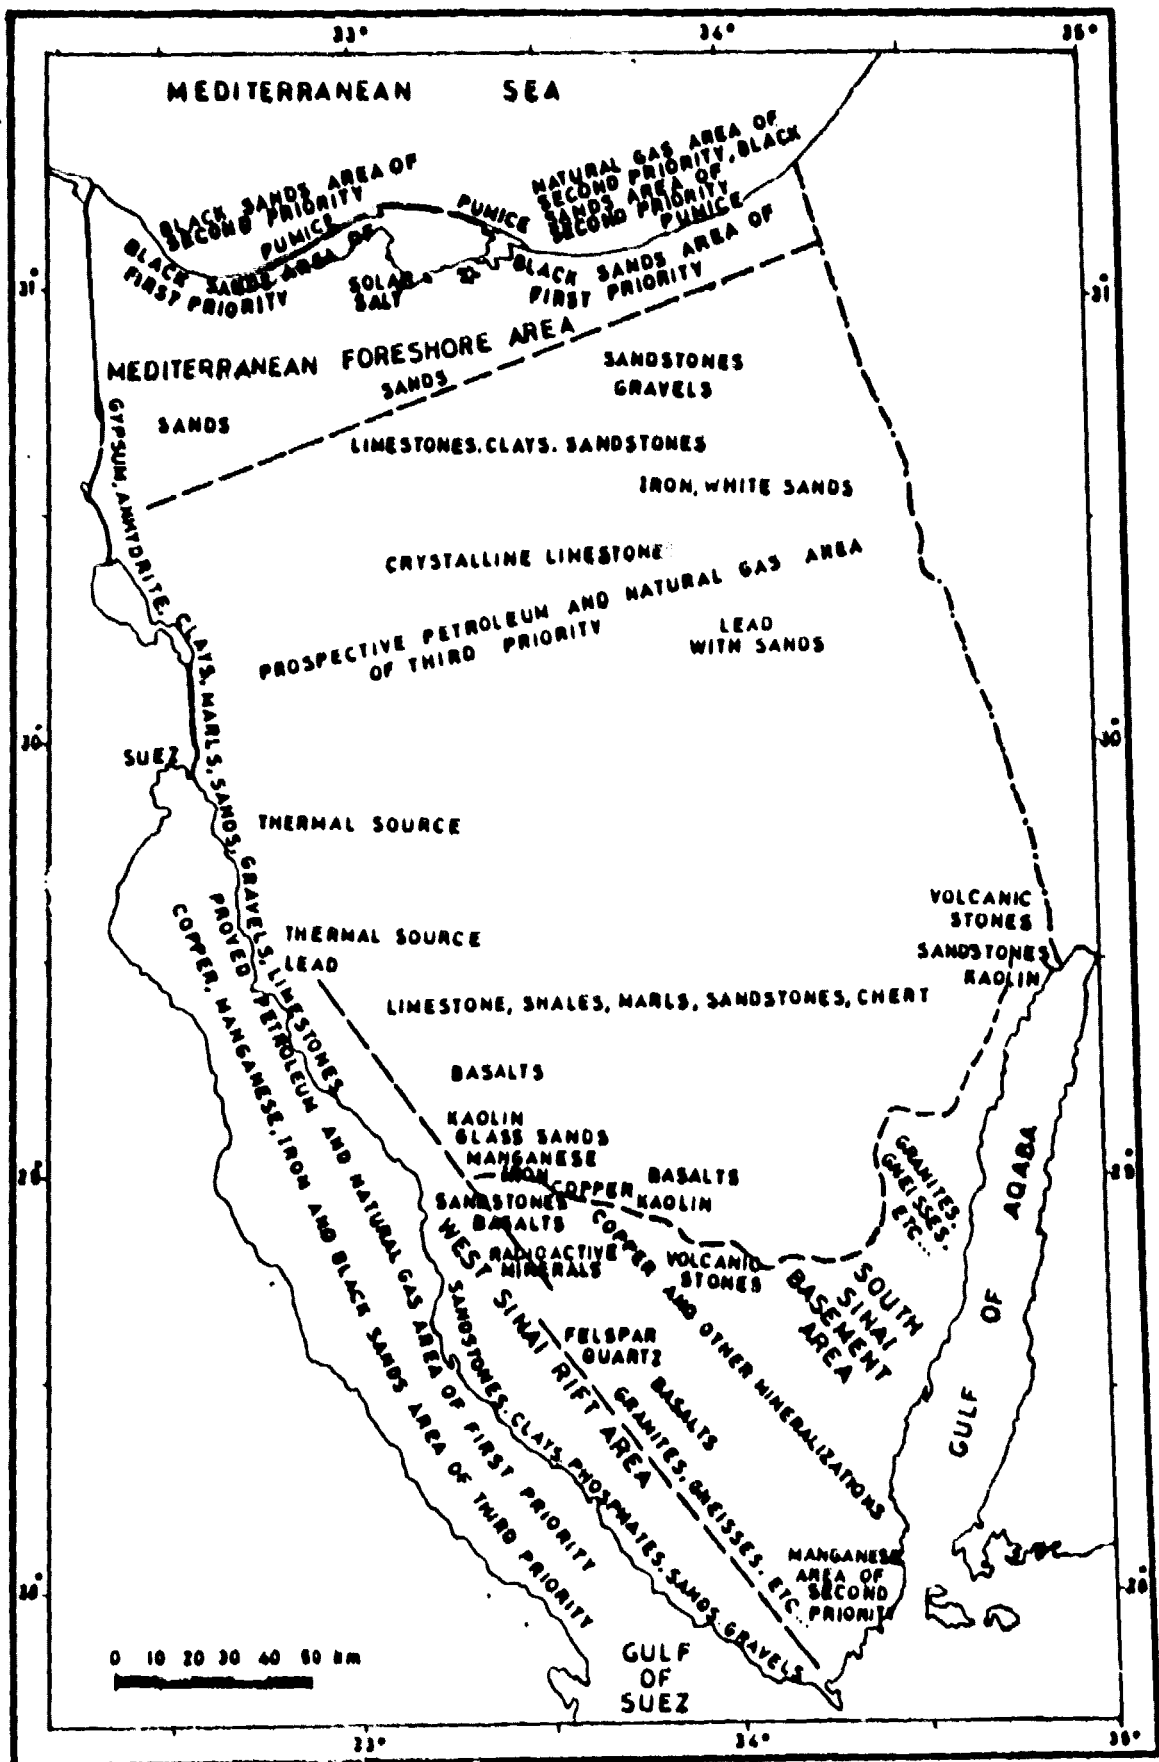 33°
34°
35°
MEDITERRANEAN SEA
BLACK SANDS AREA OF
SECOND PRIORITY
PUMICE
BLACK SANDS AREA OF
FIRST PRIORITY
SOLAR
SALT
PUMICE
NATURAL GAS AREA OF
SECOND PRIORITY, BLACK
SANDS AREA OF
SECOND PRIORITY
PUMICE
BLACK SANDS AREA OF
FIRST PRIORITY
31°
31
MEDITERRANEAN FORESHORE AREA
SANDS
SANDS
SANDSTONES
GRAVELS
LIMESTONES. CLAYS. SANDSTONES
IRON, WHITE SANDS
CRYSTALLINE LIMESTONE
PROSPECTIVE PETROLEUM AND NATURAL GAS AREA
OF THIRD PRIORITY
LEAD
WITH SANDS
GYPSUM, ANHYDRITE, CLAYS, MARLS, SANDS, GRAVELS, LIMESTONES
30°
30°
SUEZ
THERMAL SOURCE
THERMAL SOURCE
LEAD
VOLCANIC
STONES
SANDSTONES
KAOLIN
LIMESTONE, SHALES, MARLS, SANDSTONES, CHERT
PROVED PETROLEUM AND NATURAL GAS AREA OF FIRST PRIORITY
COPPER, MANGANESE, IRON AND BLACK SANDS AREA OF THIRD PRIORITY
BASALTS
KAOLIN
GLASS SANDS
MANGANESE
IRON
COPPER
BASALTS
KAOLIN
SANDSTONES
BASALTS
RADIOACTIVE
MINERALS
VOLCANIC
STONES
29°
GRANITES.
GNEISSES.
ETC...
WEST SINAI RIFT AREA
COPPER AND OTHER MINERALIZATIONS
SOUTH
SINAI
BASEMENT
AREA
GULF OF AQABA
FELSPAR
QUARTZ
BASALTS
GRANITES, GNEISSES. ETC...
SANDSTONES. CLAYS. PHOSPHATES. SANDS. GRAVELS
MANGANESE
AREA OF
SECOND
PRIORITY
28°
0 10 20 30 40 50 km
GULF
OF
SUEZ
33°
34°
35°